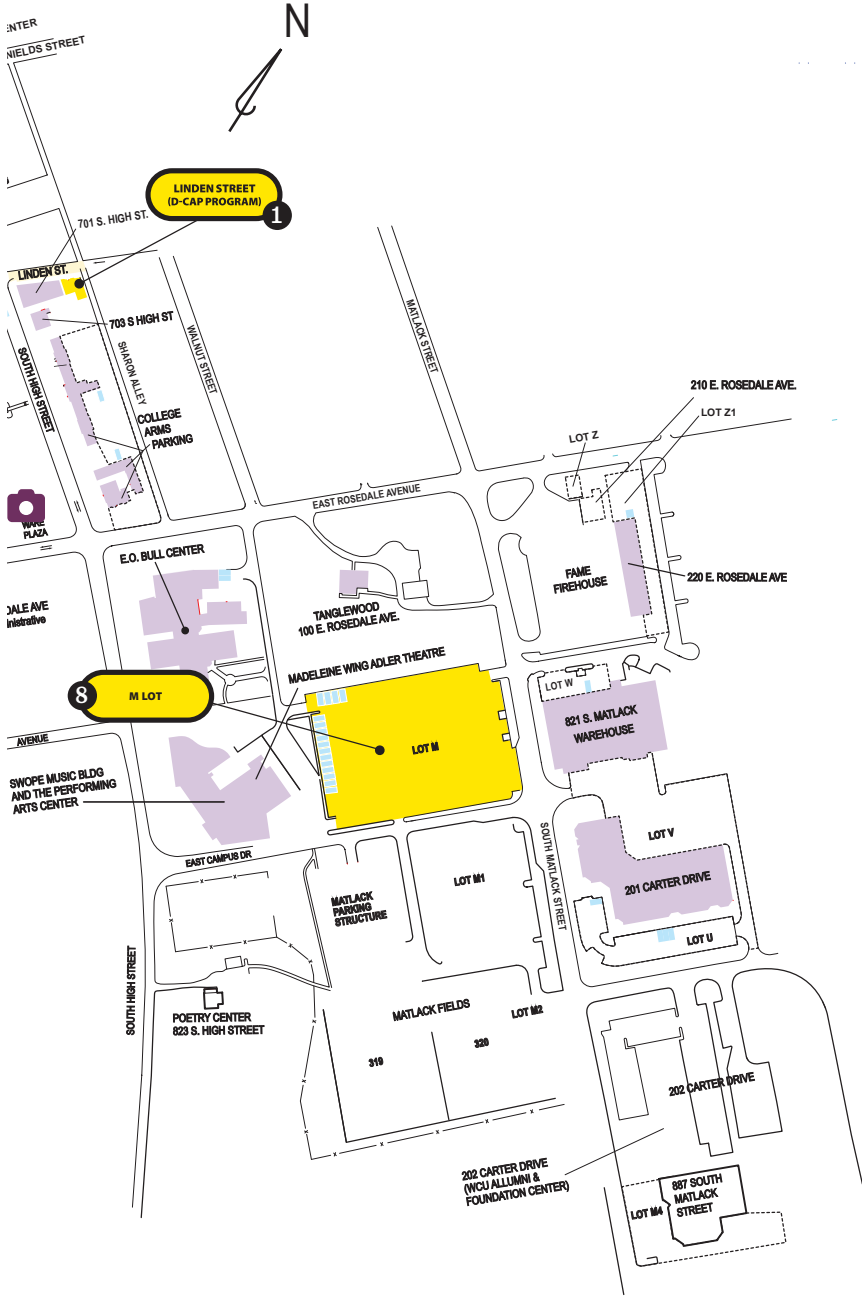 N
LINDEN STREET
(D-CAP PROGRAM)
1
701 S. HIGH ST.
LINDEN ST.
703 S HIGH ST
SOUTH HIGH STREET
SHARON ALLEY
WALNUT STREET
MATLACK STREET
COLLEGE
ARMS
PARKING
210 E. ROSEDALE AVE.
LOT Z1
LOT Z
EAST ROSEDALE AVENUE
PLAZA
E.O. BULL CENTER
FAME
FIREHOUSE
220 E. ROSEDALE AVE
DALE AVE
TANGLEWOOD
100 E. ROSEDALE AVE.
MADELEINE WING ADLER THEATRE
8
M LOT
LOT W
LOT M
821 S. MATLACK
WAREHOUSE
AVENUE
SWOPE MUSIC BLDG
AND THE PERFORMING
ARTS CENTER
LOT V
EAST CAMPUS DR
SOUTH MATLACK STREET
LOT M1
201 CARTER DRIVE
MATLACK
PARKING
STRUCTURE
LOT U
SOUTH HIGH STREET
POETRY CENTER
823 S. HIGH STREET
MATLACK FIELDS
LOT M2
319
320
202 CARTER DRIVE
202 CARTER DRIVE
(WCU ALLUMNI &
FOUNDATION CENTER)
887 SOUTH
MATLACK
STREET
LOT M4